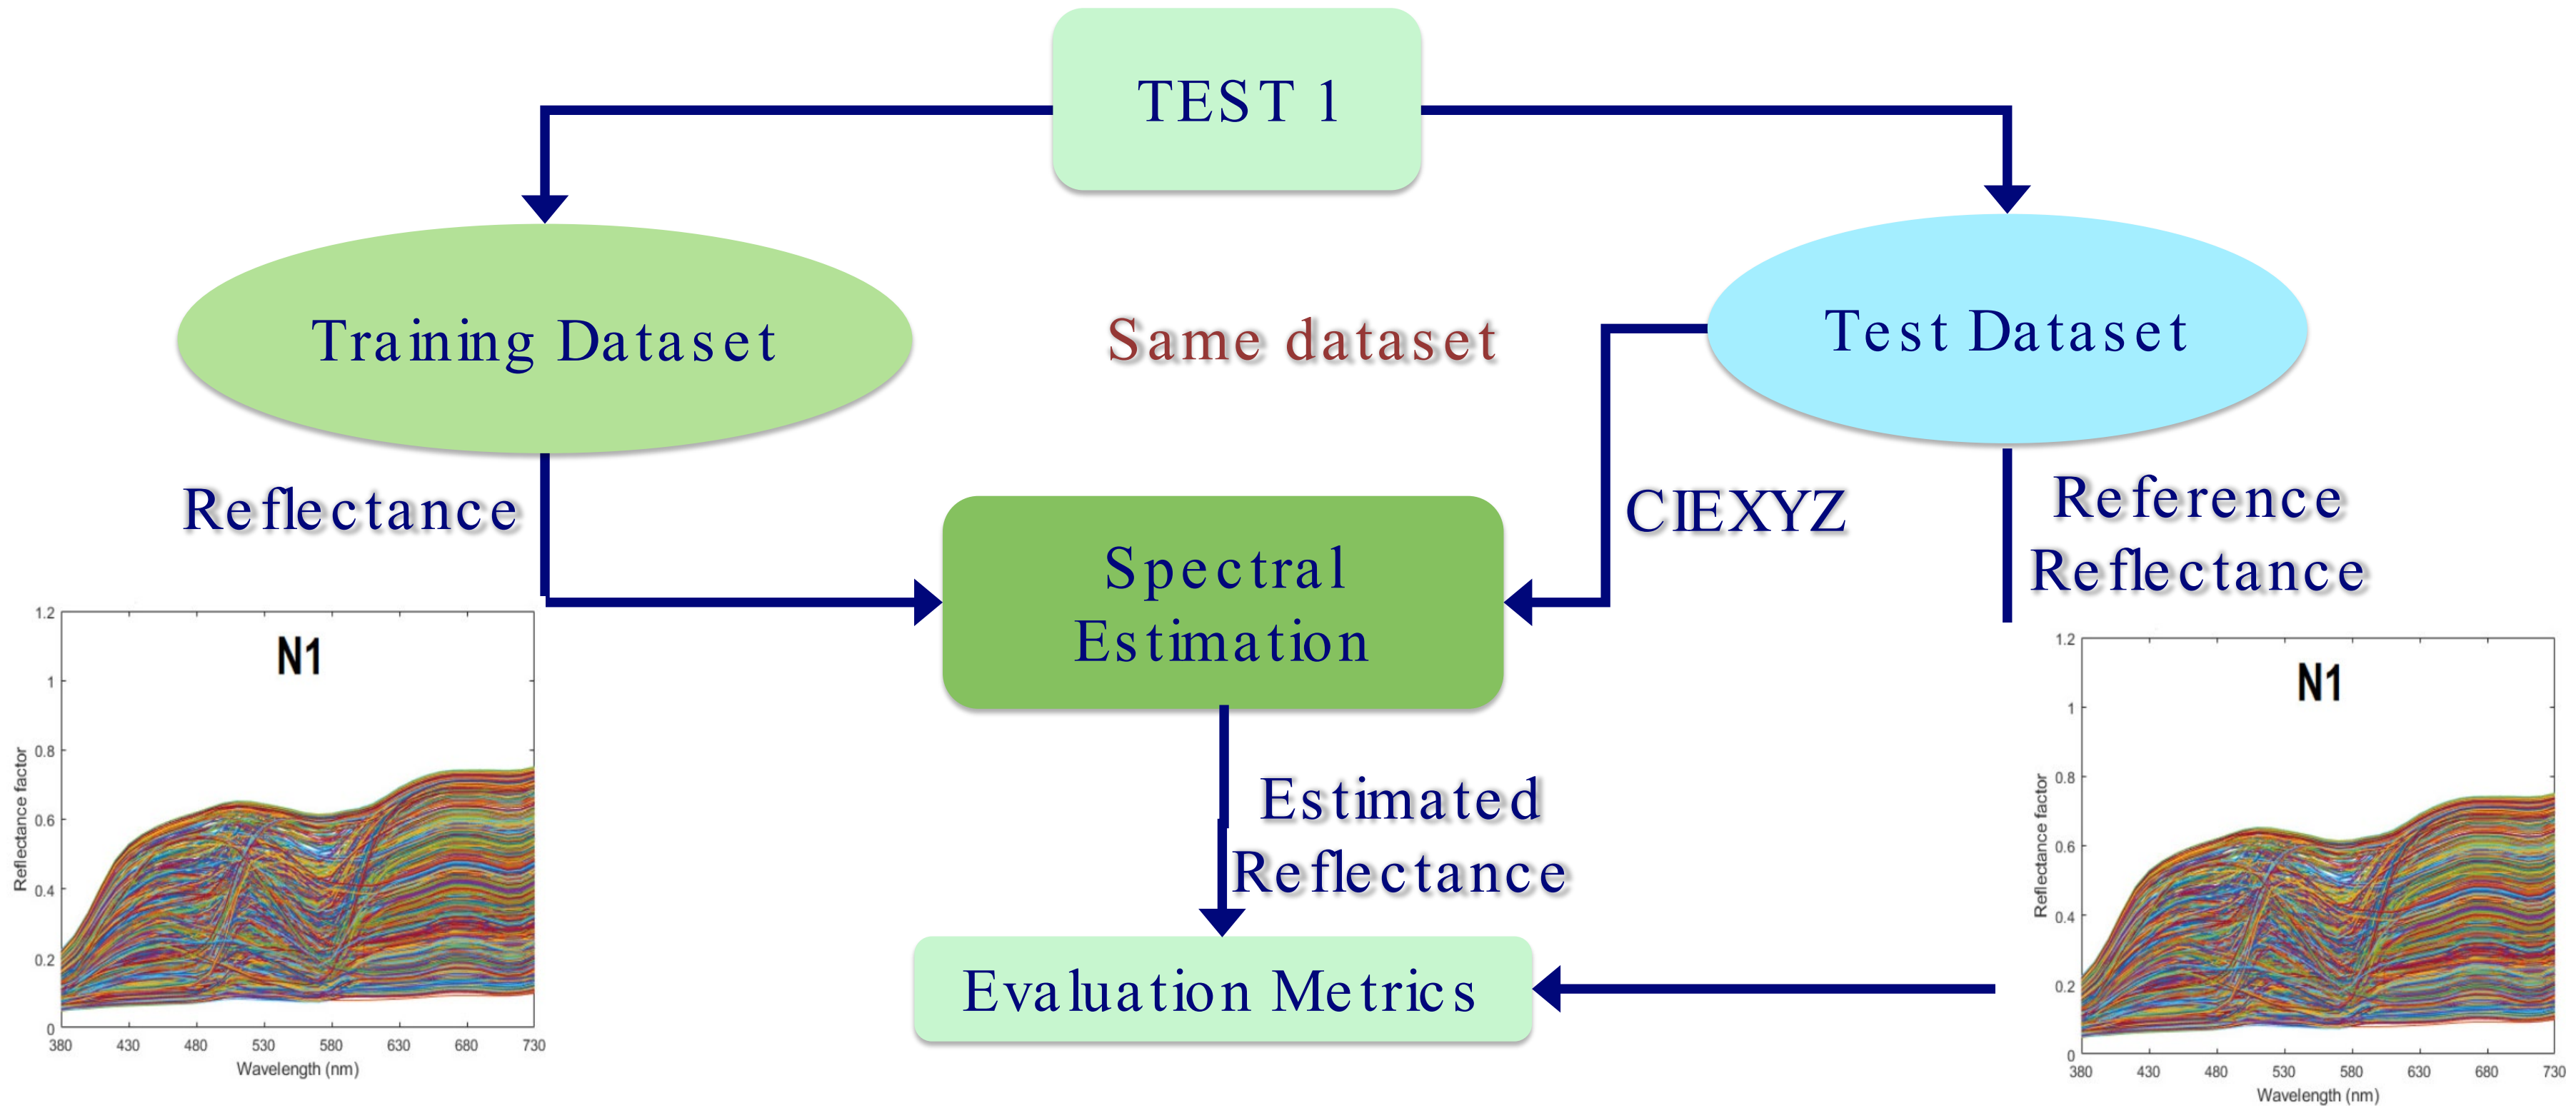 TEST 1
Training Dataset
Same dataset
Test Dataset
Reflectance
CIEXYZ
Reference
Reflectance
Spectral
Estimation
Estimated
Reflectance
Evaluation Metrics
N1
1.2
1
0.8
0.6
0.4
0.2
0
Reflectance factor
380 430 480 530 580 630 680 730
Wavelength (nm)
N1
1.2
1
0.8
0.6
0.4
0.2
0
Reflectance factor
380 430 480 530 580 630 680 730
Wavelength (nm)